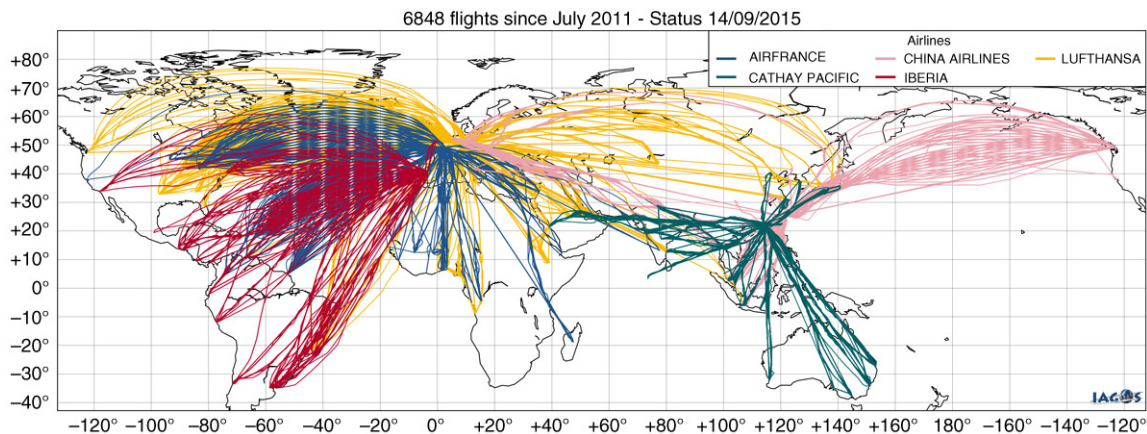 6848 flights since July 2011 - Status 14/09/2015
Airlines
AIRFRANCE CHINA AIRLINES LUFTHANSA
CATHAY PACIFIC IBERIA
+80°
+70°
+60°
+50°
+40°
+30°
+20°
+10°
0°
−10°
−20°
−30°
−40°
IAGOS
−120° −100° −80° −60° −40° −20° 0° +20° +40° +60° +80° +100° +120° +140° +160° 180° −160° −140° −120°